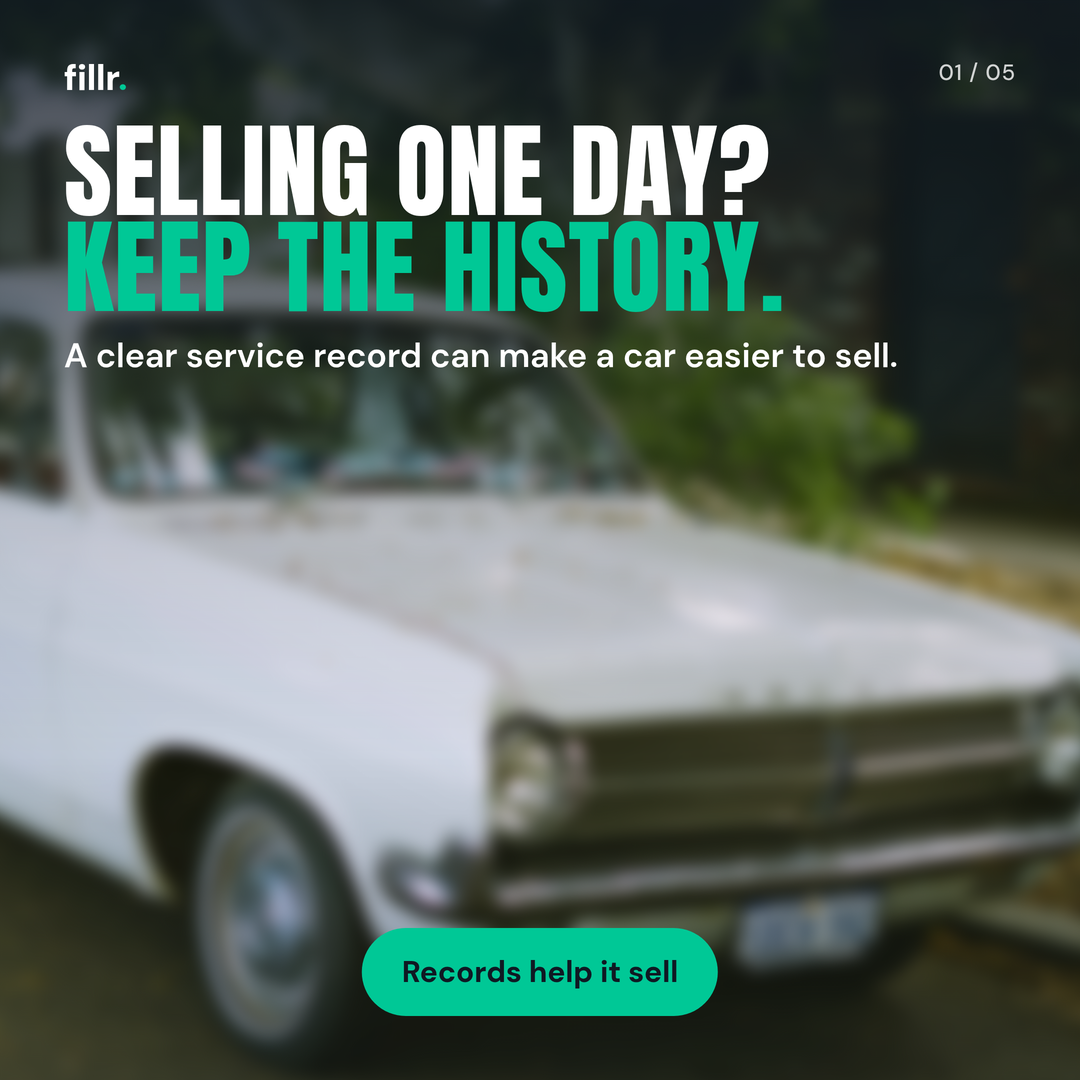 fillr.
01 / 05
SELLING ONE DAY?
KEEP THE HISTORY.
A clear service record can make a car easier to sell.
Records help it sell